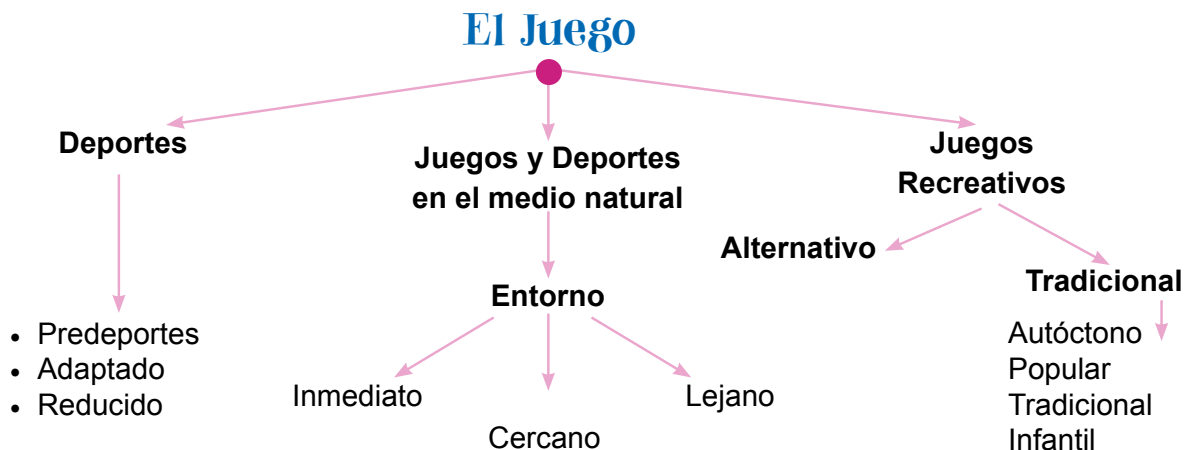 El Juego
Deportes
Juegos y Deportes
en el medio natural
Juegos
Recreativos
Alternativo
Tradicional
Entorno
• Predeportes
• Adaptado
• Reducido
Inmediato
Cercano
Lejano
Autóctono
Popular
Tradicional
Infantil